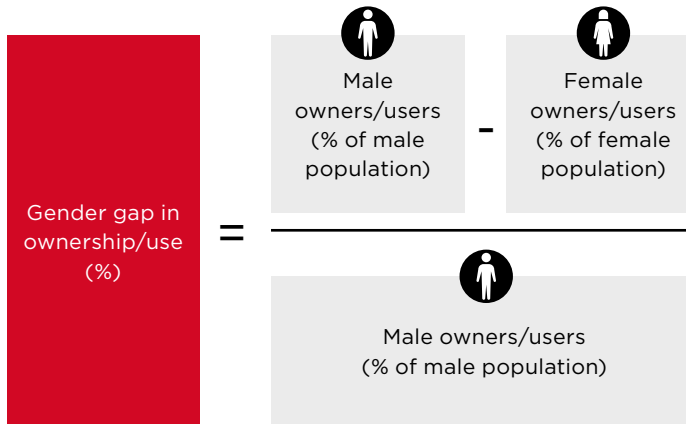 Gender gap in
ownership/use
(%)
=
Male
owners/users
(% of male
population)
-
Female
owners/users
(% of female
population)
Male owners/users
(% of male population)